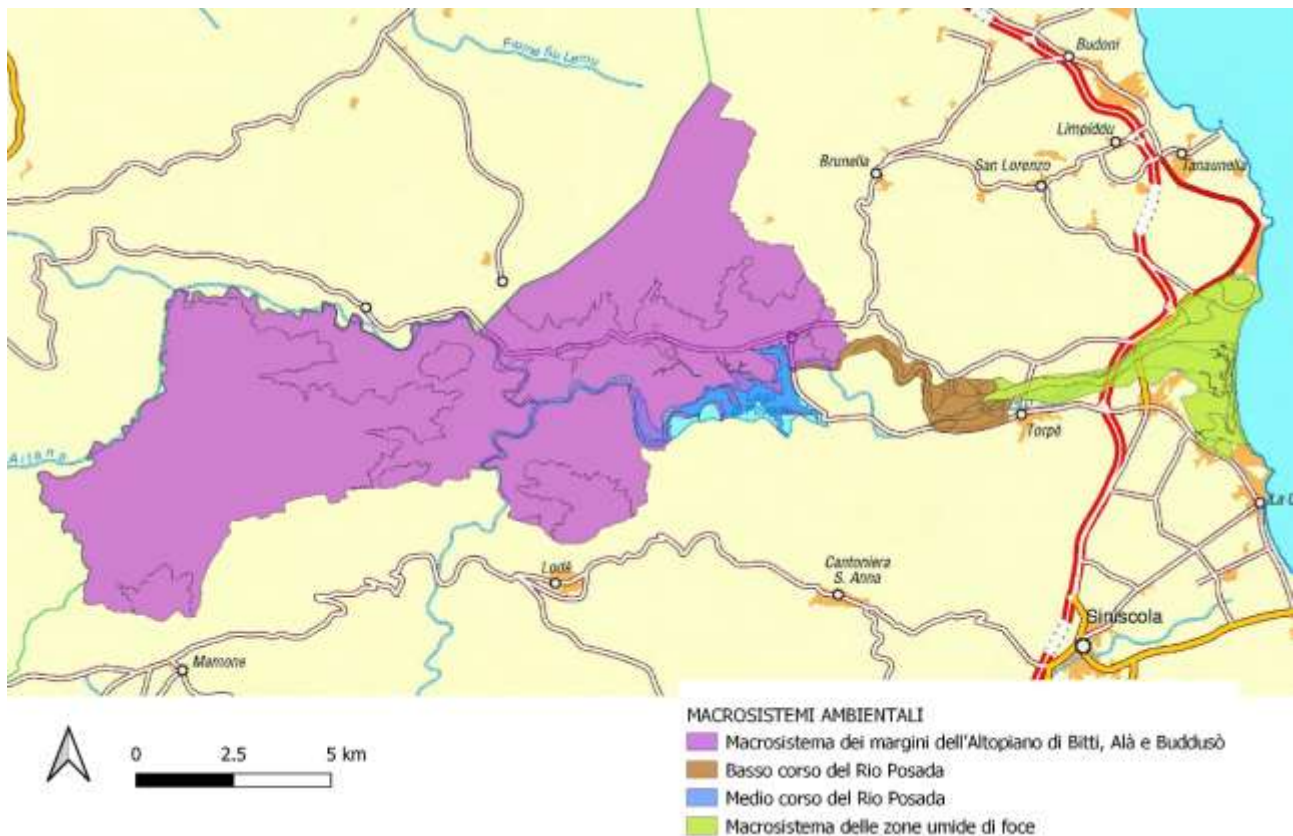 Fiume Su Lernu
Budoni
Limpiddu
Tanaunella
Brunella
San Lorenzo
Torpè
Lodè
Cantoniera
S. Anna
Siniscola
Mamone
0 2.5 5 km
MACROSISTEMI AMBIENTALI
Macrosistema dei margini dell'Altopiano di Bitti, Alà e Buddusò
Basso corso del Rio Posada
Medio corso del Rio Posada
Macrosistema delle zone umide di foce